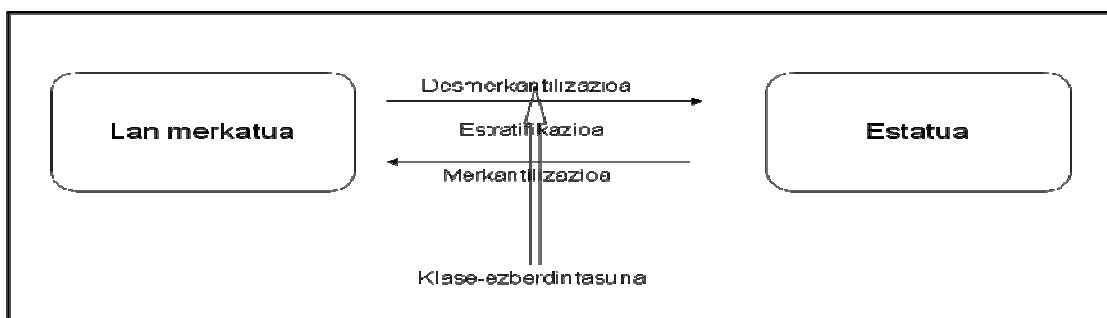 Desmerkantilizazioa
Lan merkatua
Estratifikazioa
Estatua
Merkantilizazioa
Klase-ezberdintasuna